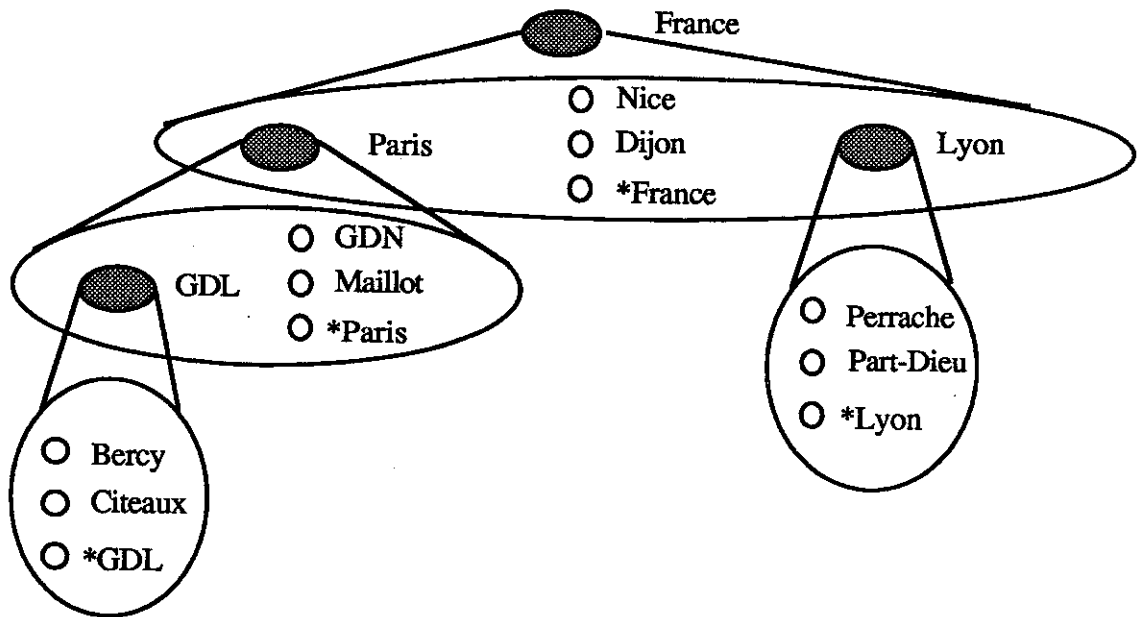 France
Nice
Paris
Dijon
Lyon
*France
GDN
GDL
Maillot
*Paris
Perrache
Part-Dieu
*Lyon
Bercy
Citeaux
*GDL